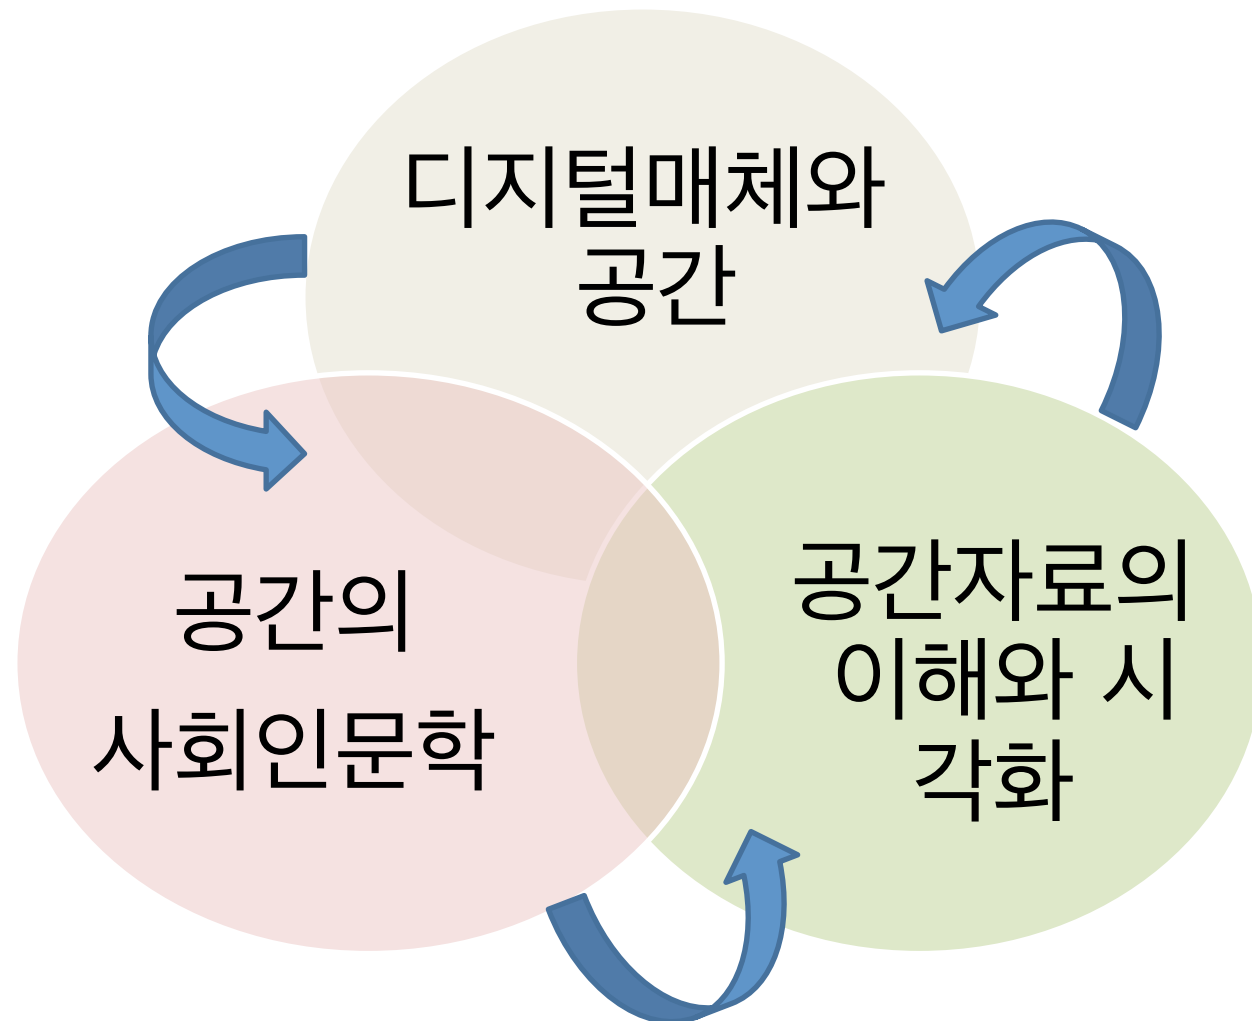 디지털매체와
공간
공간의
사회인문학
공간자료의
이해와 시
각화